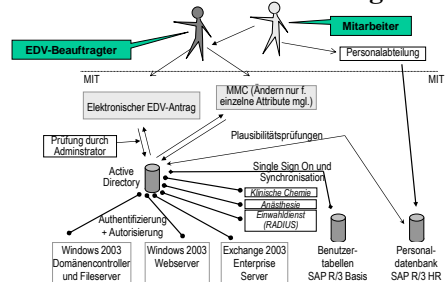 EDV-Beauftragter
Mitarbeiter
Personalabteilung
MIT
MIT
Elektronischer EDV-Antrag
MMC (Ändern nur f.
einzelne Attribute mgl.)
Prüfung durch
Adminstrator
Plausibilitätsprüfungen
Active
Directory
Single Sign On und
Synchronisation
Klinische Chemie
Anästhesie
Einwahldienst
(RADIUS)
Authentifizierung
+ Autorisierung
Windows 2003
Domänencontroller
und Fileserver
Windows 2003
Webserver
Exchange 2003
Enterprise
Server
Benutzer-
tabellen
SAP R/3 Basis
Personal-
datenbank
SAP R/3 HR